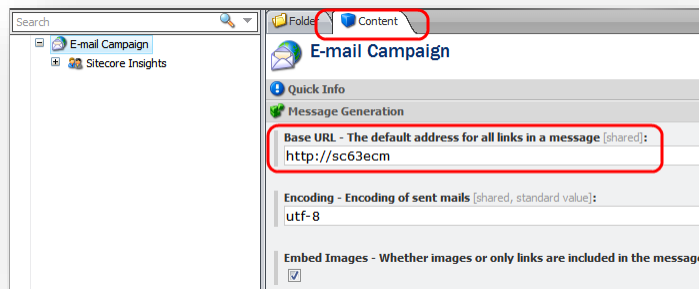 Search
Folder
Content
E-mail Campaign
Sitecore Insights
E-mail Campaign
Quick Info
Message Generation
Base URL - The default address for all links in a message [shared]:
http://sc63ecm
Encoding - Encoding of sent mails [shared, standard value]:
utf-8
Embed Images - Whether images or only links are included in the message